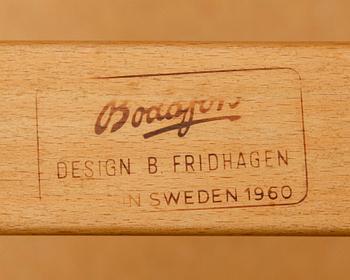 Bodafors
DESIGN B. FRIDHAGEN
IN SWEDEN 1960